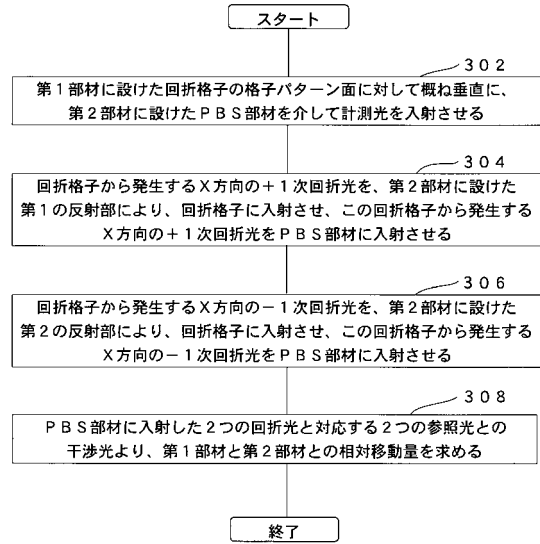 スタート
302
第1部材に設けた回折格子の格子パターン面に対して概ね垂直に、
第2部材に設けたPBS部材を介して計測光を入射させる
304
回折格子から発生するX方向の+1次回折光を、第2部材に設けた
第1の反射部により、回折格子に入射させ、この回折格子から発生する
X方向の+1次回折光をPBS部材に入射させる
306
回折格子から発生するX方向の-1次回折光を、第2部材に設けた
第2の反射部により、回折格子に入射させ、この回折格子から発生する
X方向の-1次回折光をPBS部材に入射させる
308
PBS部材に入射した2つの回折光と対応する2つの参照光との
干渉光より、第1部材と第2部材との相対移動量を求める
終了